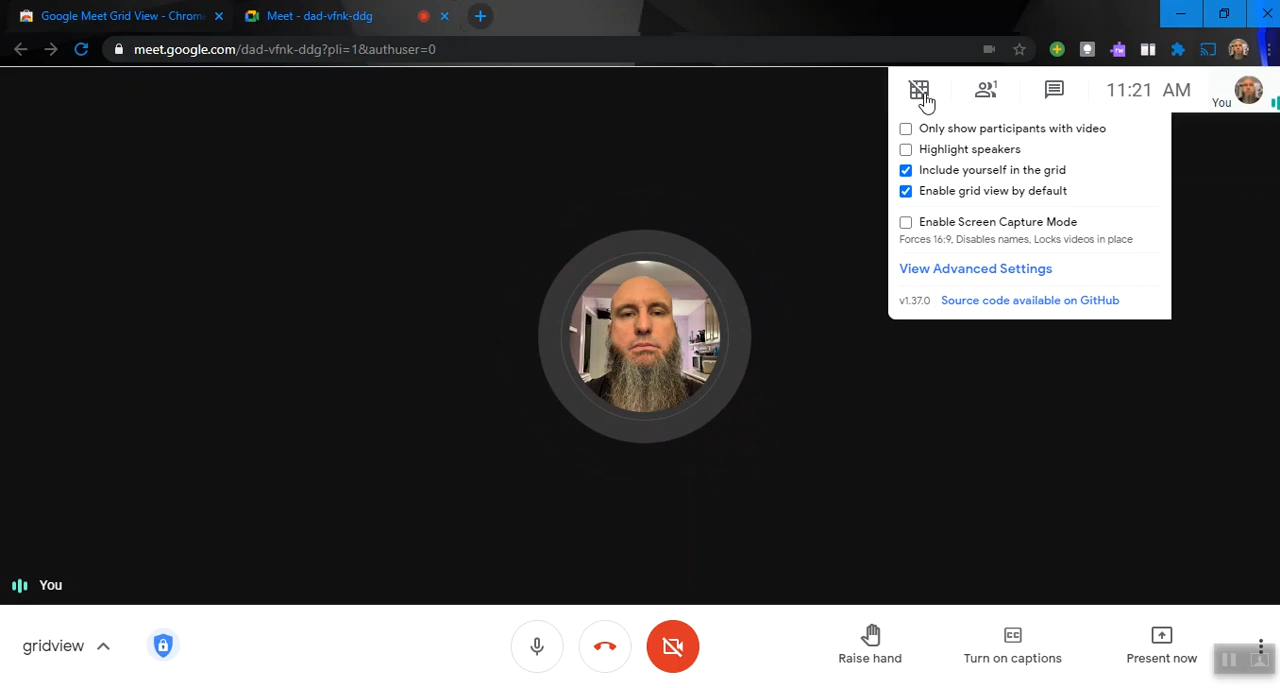 Google Meet Grid View - Chrom
Meet - dad-vfnk-ddg
meet.google.com/dad-vfnk-ddg?pli=1&authuser=0
1
11:21 AM
You
Only show participants with video
Highlight speakers
Include yourself in the grid
Enable grid view by default
Enable Screen Capture Mode
Forces 16:9, Disables names, Locks videos in place
View Advanced Settings
v1.37.0 Source code available on GitHub
You
gridview
Raise hand
CC
Turn on captions
Present now